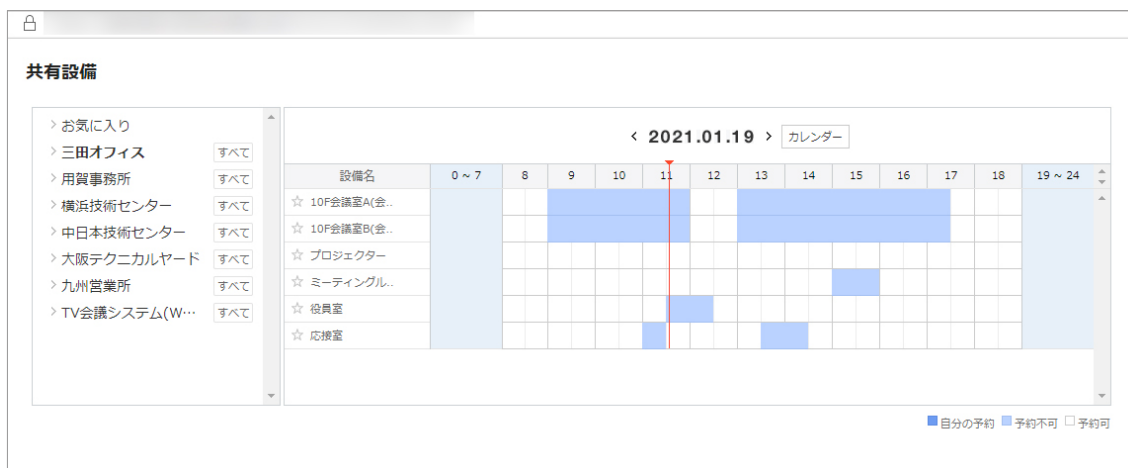 共有設備
お気に入り
三田オフィス すべて
用賀事務所 すべて
横浜技術センター すべて
中日本技術センター すべて
大阪テクニカルヤード すべて
九州営業所 すべて
TV会議システム(W… すべて
< 2021.01.19 > カレンダー
設備名 0 ~ 7 8 9 10 11 12 13 14 15 16 17 18 19 ~ 24
☆ 10F会議室A(会..
☆ 10F会議室B(会..
☆ プロジェクター
☆ ミーティングル..
☆ 役員室
☆ 応接室
自分の予約 予約不可 予約可